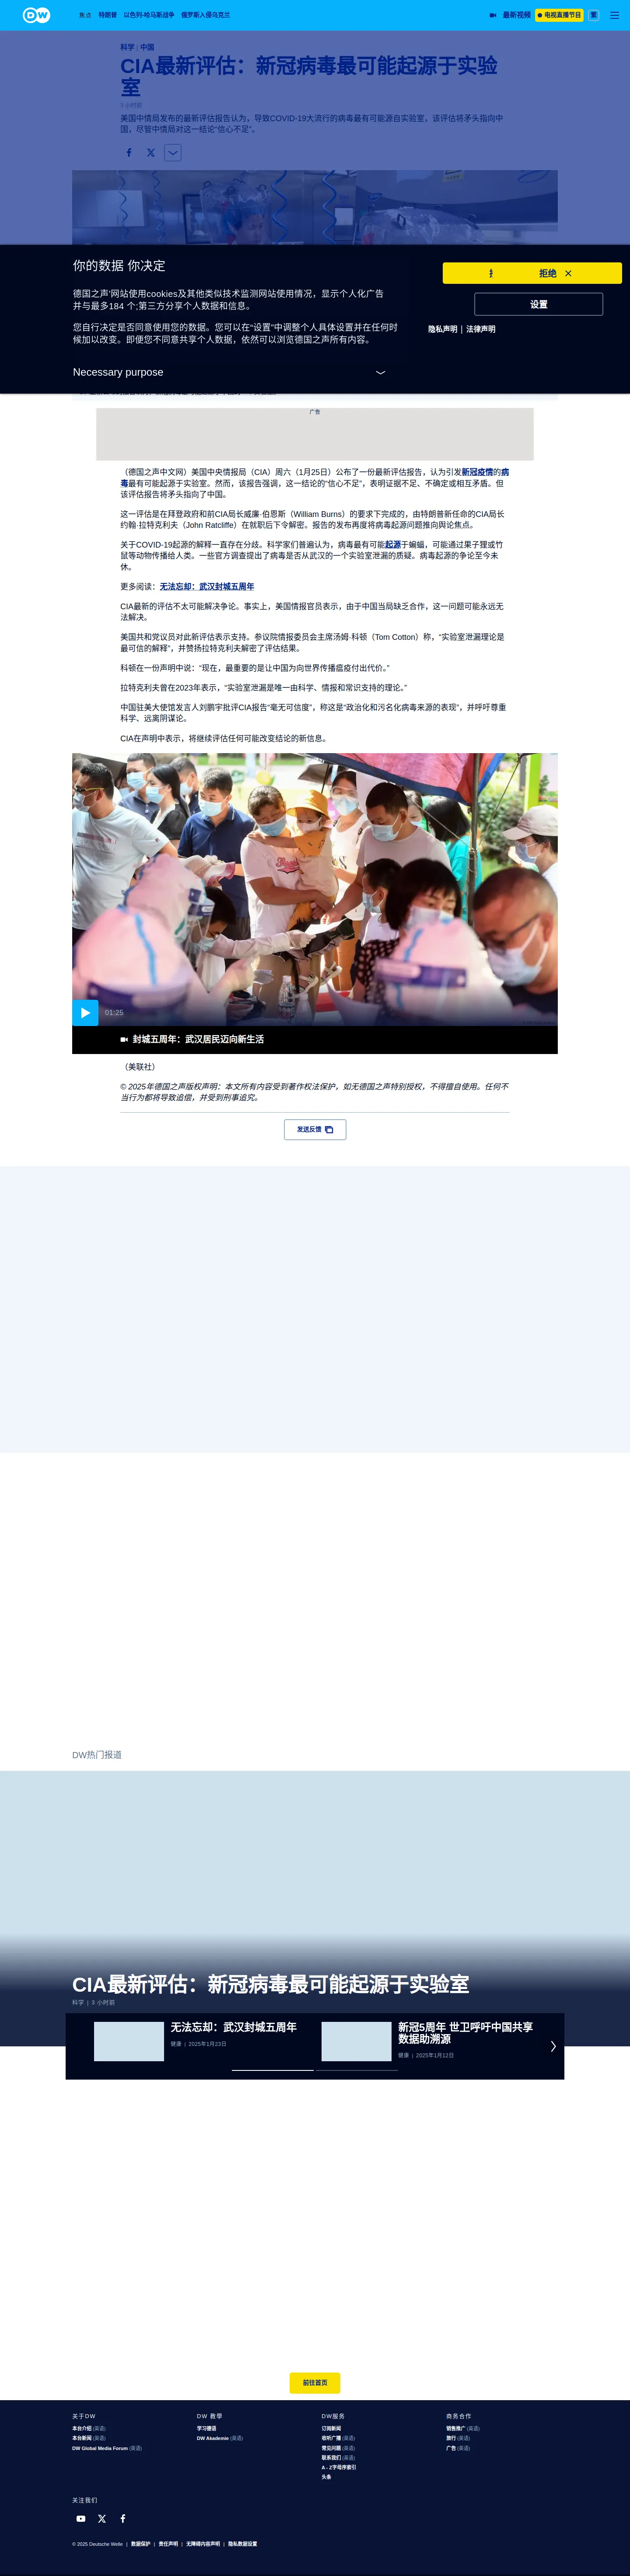 DW
焦点 特朗普 以色列-哈马斯战争 俄罗斯入侵乌克兰
最新视频 电视直播节目 繁
科学 | 中国
CIA最新评估：新冠病毒最可能起源于实验
室
3 小时前
美国中情局发布的最新评估报告认为，导致COVID-19大流行的病毒最有可能源自实验室，该评估将矛头指向中
国，尽管中情局对这一结论“信心不足”。
你的数据 你决定
拒绝
德国之声'网站使用cookies及其他类似技术监测网站使用情况，显示个人化广告
并与最多184 个;第三方分享个人数据和信息。
设置
您自行决定是否同意使用您的数据。您可以在“设置”中调整个人具体设置并在任何时
候加以改变。即便您不同意共享个人数据，依然可以浏览德国之声所有内容。
隐私声明 | 法律声明
Necessary purpose
广告
（德国之声中文网）美国中央情报局（CIA）周六（1月25日）公布了一份最新评估报告，认为引发新冠疫情的病
毒最有可能起源于实验室。然而，该报告强调，这一结论的“信心不足”，表明证据不足、不确定或相互矛盾。但
该评估报告将矛头指向了中国。
这一评估是在拜登政府和前CIA局长威廉·伯恩斯（William Burns）的要求下完成的，由特朗普新任命的CIA局长
约翰·拉特克利夫（John Ratcliffe）在就职后下令解密。报告的发布再度将病毒起源问题推向舆论焦点。
关于COVID-19起源的解释一直存在分歧。科学家们普遍认为，病毒最有可能起源于蝙蝠，可能通过果子狸或竹
鼠等动物传播给人类。一些官方调查提出了病毒是否从武汉的一个实验室泄漏的质疑。病毒起源的争论至今未
休。
更多阅读：无法忘却：武汉封城五周年
CIA最新的评估不太可能解决争论。事实上，美国情报官员表示，由于中国当局缺乏合作，这一问题可能永远无
法解决。
美国共和党议员对此新评估表示支持。参议院情报委员会主席汤姆·科顿（Tom Cotton）称，“实验室泄漏理论是
最可信的解释”，并赞扬拉特克利夫解密了评估结果。
科顿在一份声明中说：“现在，最重要的是让中国为向世界传播瘟疫付出代价。”
拉特克利夫曾在2023年表示，“实验室泄漏是唯一由科学、情报和常识支持的理论。”
中国驻美大使馆发言人刘鹏宇批评CIA报告“毫无可信度”，称这是“政治化和污名化病毒来源的表现”，并呼吁尊重
科学、远离阴谋论。
CIA在声明中表示，将继续评估任何可能改变结论的新信息。
01:25
封城五周年：武汉居民迈向新生活
（美联社）
© 2025年德国之声版权声明：本文所有内容受到著作权法保护，如无德国之声特别授权，不得擅自使用。任何不
当行为都将导致追偿，并受到刑事追究。
发送反馈
DW热门报道
CIA最新评估：新冠病毒最可能起源于实验室
科学 | 3 小时前
无法忘却：武汉封城五周年
健康 | 2025年1月23日
新冠5周年 世卫呼吁中国共享
数据助溯源
健康 | 2025年1月12日
前往首页
关于DW
本台介绍 (英语)
本台新闻 (英语)
DW Global Media Forum (英语)
DW 教學
学习德语
DW Akademie (英语)
DW服务
订阅新闻
收听广播 (英语)
常见问题 (英语)
联系我们 (英语)
A - Z字母序索引
头条
商务合作
销售推广 (英语)
旅行 (英语)
广告 (英语)
关注我们
© 2025 Deutsche Welle | 数据保护 | 责任声明 | 无障碍内容声明 | 隐私数据设置